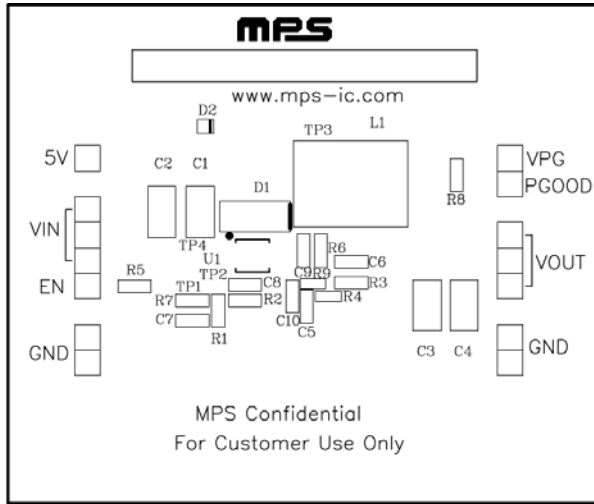 MPS
www.mps-ic.com
D2
TP3
L1
5V
C2
C1
VPG
PGOOD
R8
D1
VIN
TP4
U1
R6
VOUT
TP2
C6
C9
R9
EN
R5
C8
R3
TP1
R7
R2
R4
C10
C7
C5
R1
GND
C3
C4
GND
MPS Confidential
For Customer Use Only